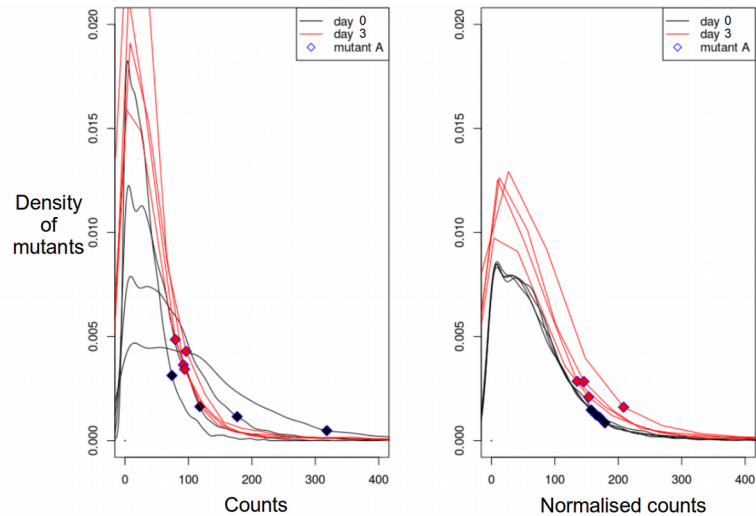 0.020
0.015
0.010
0.005
0.000
Density
of
mutants
day 0
day 3
mutant A
0 100 200 300 400
Counts
0.020
0.015
0.010
0.005
0.000
day 0
day 3
mutant A
0 100 200 300 400
Normalised counts